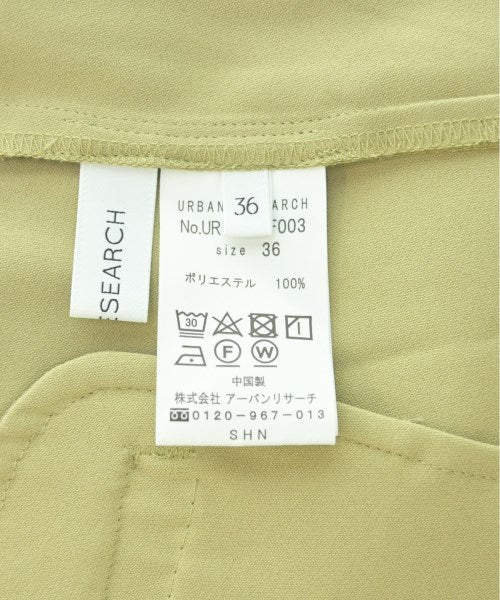 ESEARCH
36
URBAN ARCH
No.UR F003
size 36
ポリエステル 100%
30
F W
中国製
株式会社 アーバンリサーチ
0120-967-013
SHN